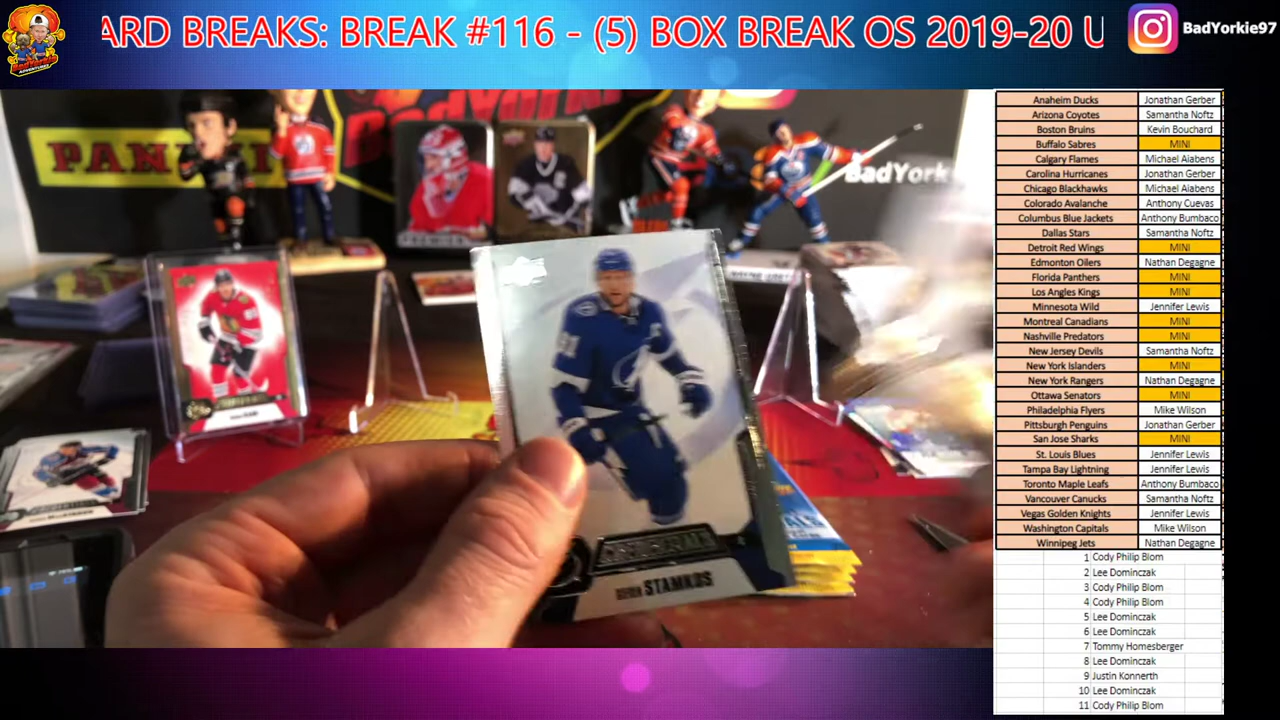 ARD BREAKS: BREAK #116 - (5) BOX BREAK OS 2019-20 U
BadYorkie97
PANINI
BadYork
STAMKOS
Anaheim Ducks Jonathan Gerber
Arizona Coyotes Samantha Noftz
Boston Bruins Kevin Bouchard
Buffalo Sabres MINI
Calgary Flames Michael Aiabens
Carolina Hurricanes Jonathan Gerber
Chicago Blackhawks Michael Aiabens
Colorado Avalanche Anthony Cuevas
Columbus Blue Jackets Anthony Bumbaco
Dallas Stars Samantha Noftz
Detroit Red Wings MINI
Edmonton Oilers Nathan Degagne
Florida Panthers MINI
Los Angles Kings MINI
Minnesota Wild Jennifer Lewis
Montreal Canadians MINI
Nashville Predators MINI
New Jersey Devils Samantha Noftz
New York Islanders MINI
New York Rangers Nathan Degagne
Ottawa Senators MINI
Philadelphia Flyers Mike Wilson
Pittsburgh Penguins Jonathan Gerber
San Jose Sharks MINI
St. Louis Blues Jennifer Lewis
Tampa Bay Lightning Jennifer Lewis
Toronto Maple Leafs Anthony Bumbaco
Vancouver Canucks Samantha Noftz
Vegas Golden Knights Jennifer Lewis
Washington Capitals Mike Wilson
Winnipeg Jets Nathan Degagne
1 Cody Philip Blom
2 Lee Dominczak
3 Cody Philip Blom
4 Cody Philip Blom
5 Lee Dominczak
6 Lee Dominczak
7 Tommy Homesberger
8 Lee Dominczak
9 Justin Konnerth
10 Lee Dominczak
11 Cody Philip Blom